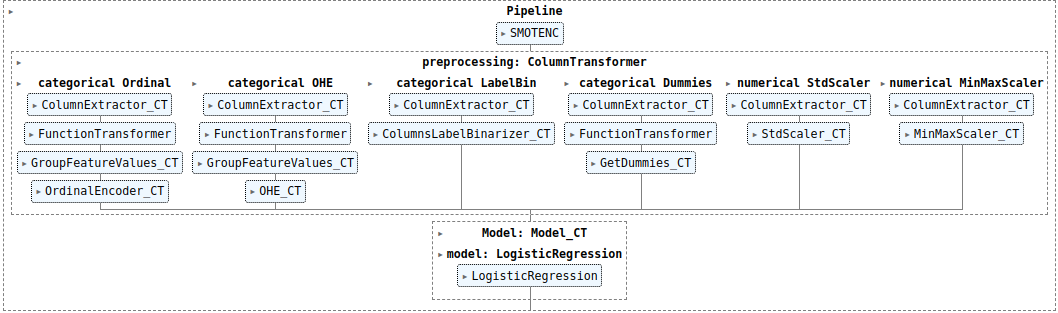 Pipeline
SMOTENC
preprocessing: ColumnTransformer
categorical Ordinal categorical OHE categorical LabelBin categorical Dummies numerical StdScaler numerical MinMaxScaler
ColumnExtractor_CT ColumnExtractor_CT ColumnExtractor_CT ColumnExtractor_CT ColumnExtractor_CT ColumnExtractor_CT
FunctionTransformer FunctionTransformer ColumnsLabelBinarizer_CT FunctionTransformer StdScaler_CT MinMaxScaler_CT
GroupFeatureValues_CT GroupFeatureValues_CT GetDummies_CT
OrdinalEncoder_CT OHE_CT
Model: Model_CT
model: LogisticRegression
LogisticRegression